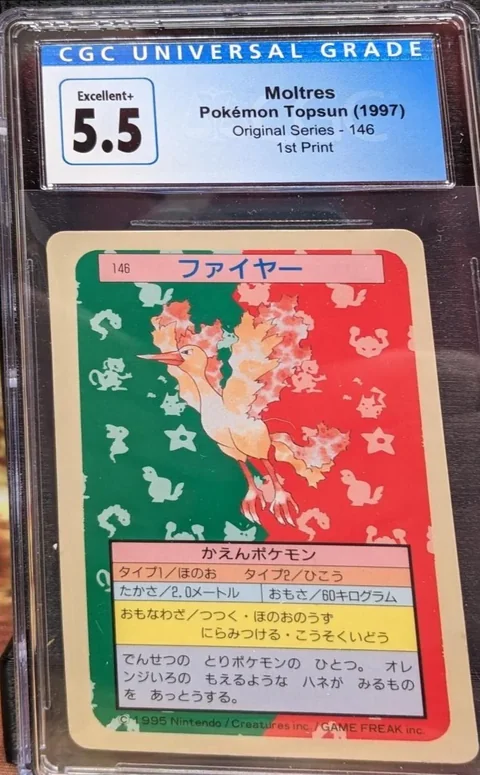 CGC UNIVERSAL GRADE
Excellent+
5.5
Moltres
Pokémon Topsun (1997)
Original Series - 146
1st Print
146 ファイヤー
かえんポケモン
タイプ1/ほのお タイプ2/ひこう
たかさ/2.0メートル おもさ/60キログラム
おもなわざ/つつく・ほのおのうず
にらみつける・こうそくいどう
でんせつの とりポケモンの ひとつ。 オレ
ンジいろの もえるような ハネが みるもの
を あっとうする。
© 1995 Nintendo/Creatures inc./GAME FREAK inc.